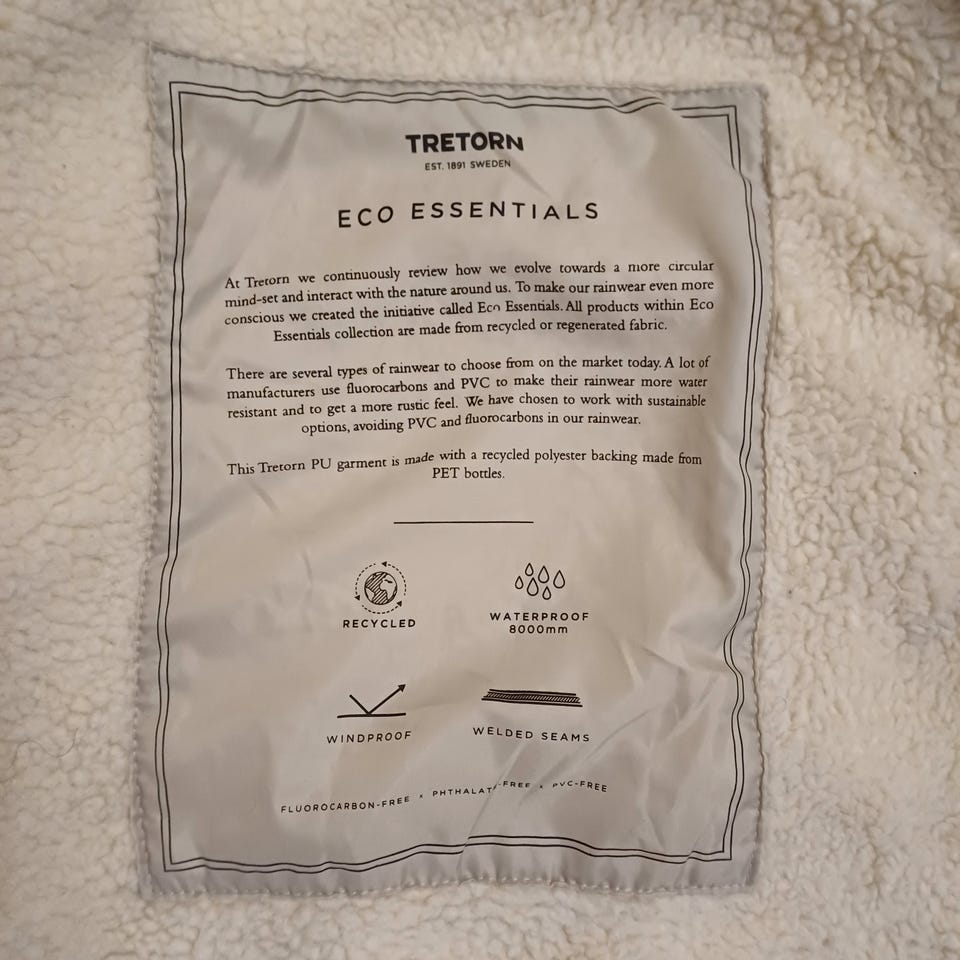 TRETORN
EST. 1891 SWEDEN
ECO ESSENTIALS
At Tretorn we continuously review how we evolve towards a more circular
mind-set and interact with the nature around us. To make our rainwear even more
conscious we created the initiative called Eco Essentials. All products within Eco
Essentials collection are made from recycled or regenerated fabric.
There are several types of rainwear to choose from on the market today. A lot of
manufacturers use fluorocarbons and PVC to make their rainwear more water
resistant and to get a more rustic feel. We have chosen to work with sustainable
options, avoiding PVC and fluorocarbons in our rainwear.
This Tretorn PU garment is made with a recycled polyester backing made from
PET bottles.
RECYCLED
WATERPROOF
8000mm
WINDPROOF
WELDED SEAMS
FLUOROCARBON-FREE × PHTHALAT-FREE × PVC-FREE